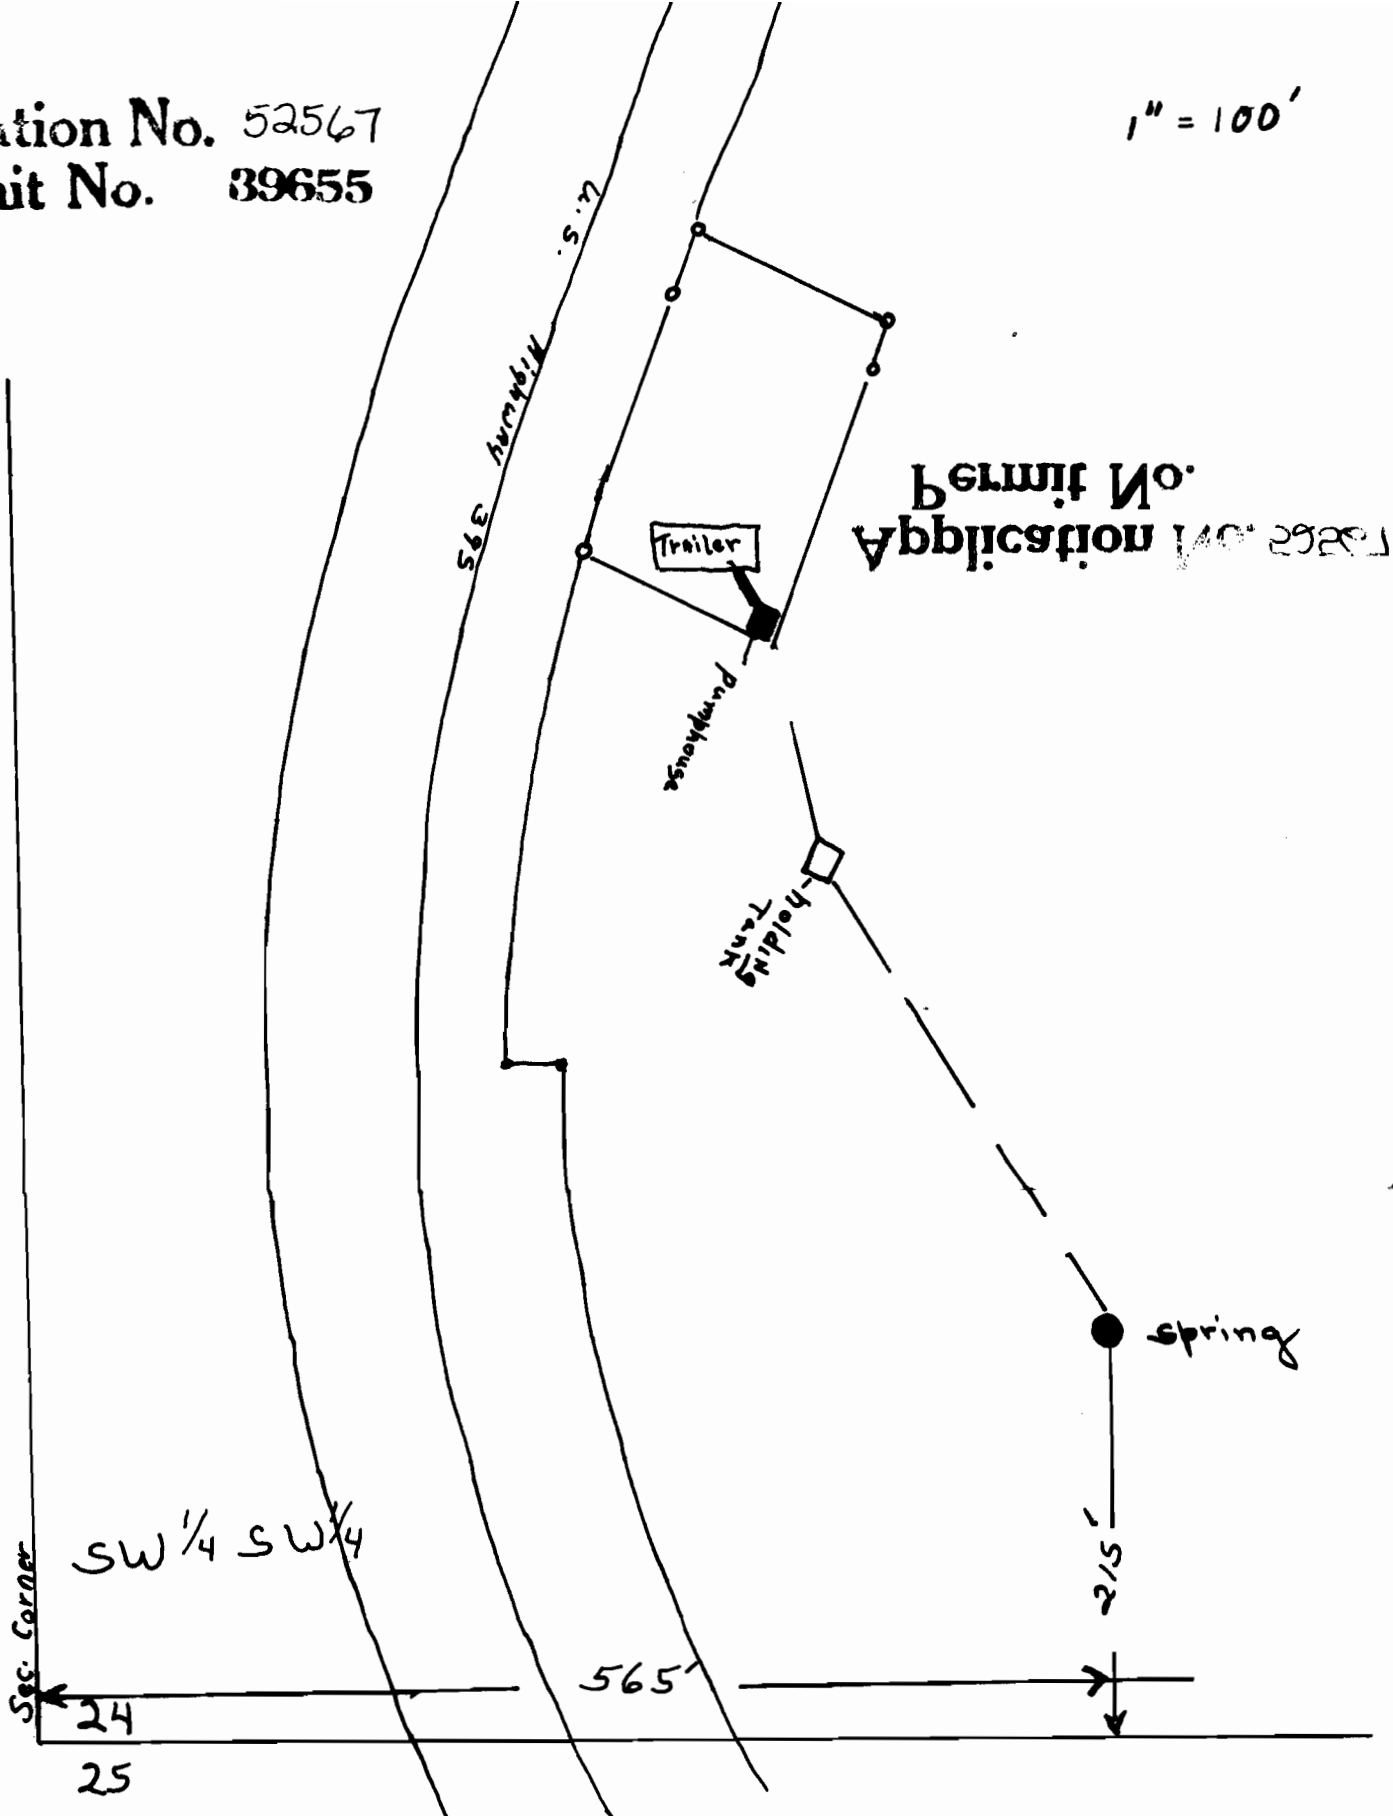 ation No. 52567
it No. 39655
1" = 100'
U.S. Highway 395
Permit No.
Application No. 52567
Trailer
pumphouse
holding
Tank
spring
215'
SW 1/4 SW 1/4
Sec. Corner
565'
24
25